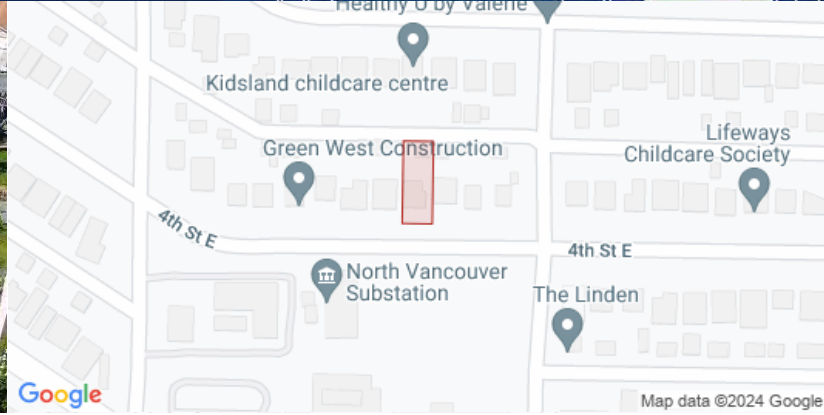 Healthy U by Valerie
Kidsland childcare centre
Green West Construction
Lifeways
Childcare Society
4th St E
4th St E
North Vancouver
Substation
The Linden
Google
Map data ©2024 Google